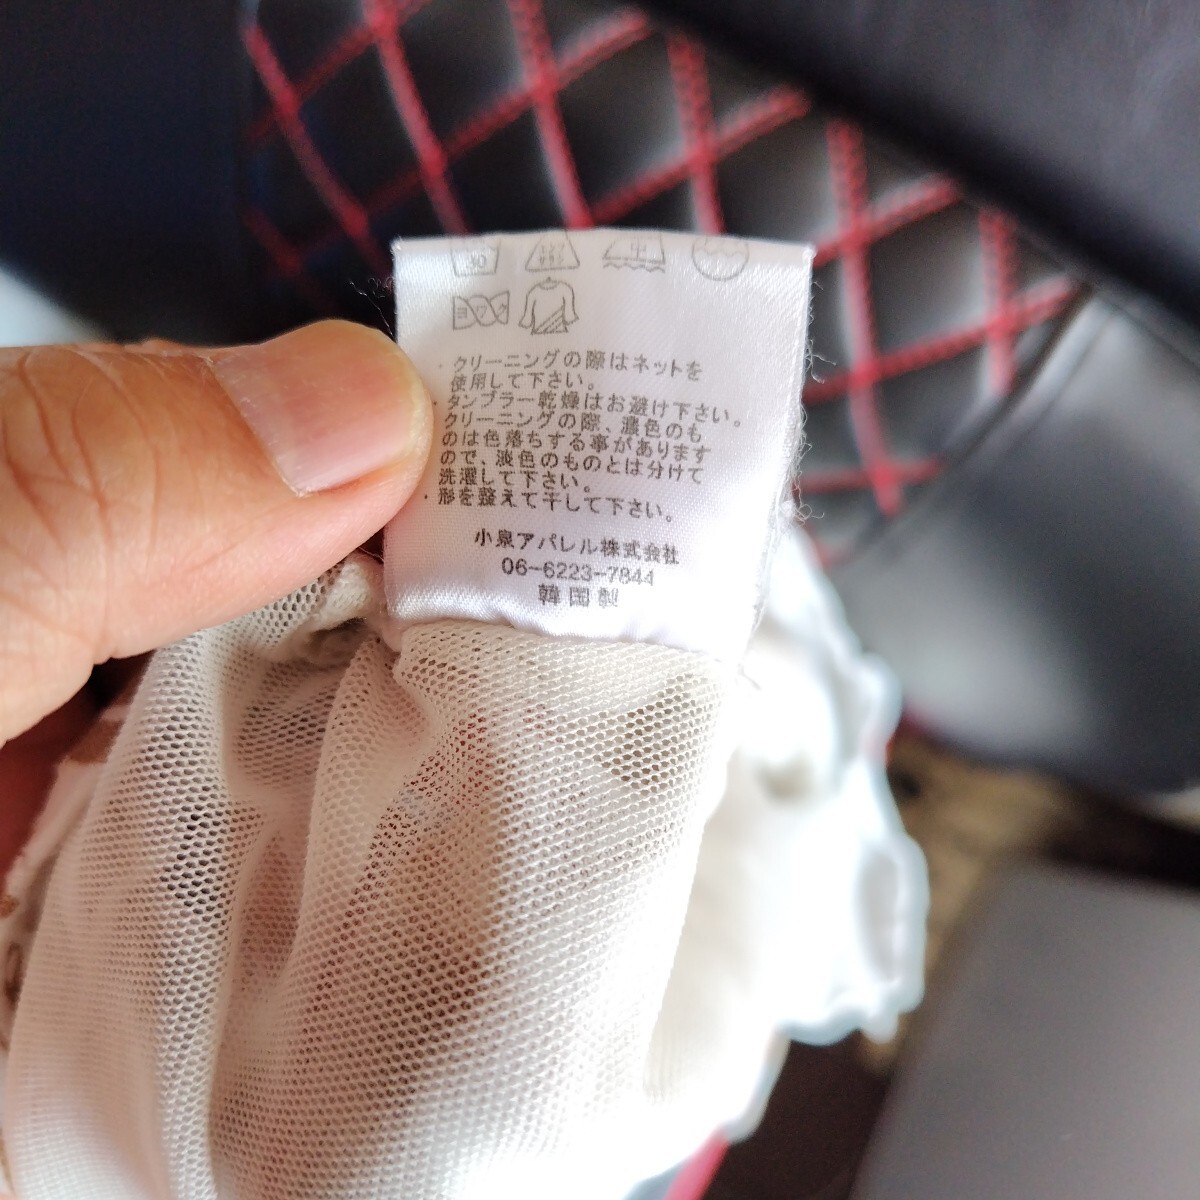 30
中
ヨワク
・クリーニングの際はネットを
使用して下さい。
・タンブラー乾燥はお避け下さい。
クリーニングの際、濃色のも
のは色落ちする事があります
ので、淡色のものとは分けて
洗濯して下さい。
・形を整えて干して下さい。
小泉アパレル株式会社
06-6223-7844
韓国製